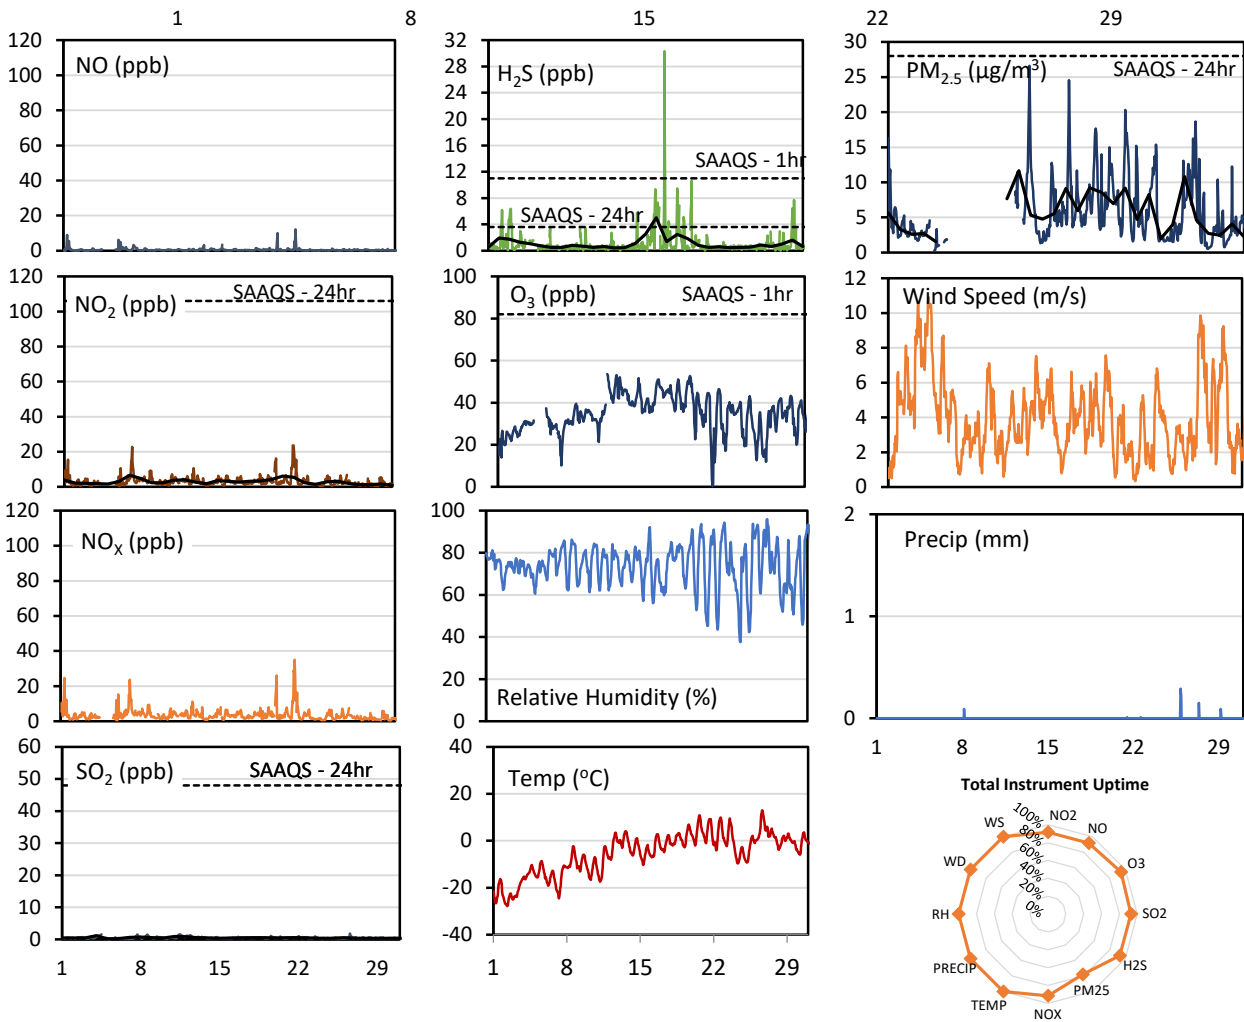 1 8 15 22 29
NO (ppb)
120
100
80
60
40
20
0
H2S (ppb)
32
28
24
20
16
12
8
4
0
SAAQS - 1hr
SAAQS - 24hr
PM2.5 (µg/m3)
SAAQS - 24hr
30
25
20
15
10
5
0
NO2 (ppb)
SAAQS - 24hr
120
100
80
60
40
20
0
O3 (ppb)
SAAQS - 1hr
100
80
60
40
20
0
Wind Speed (m/s)
12
10
8
6
4
2
0
NOX (ppb)
120
100
80
60
40
20
0
100
80
60
40
20
0
Relative Humidity (%)
Precip (mm)
2
1
0
1 8 15 22 29
SO2 (ppb)
SAAQS - 24hr
60
50
40
30
20
10
0
1 8 15 22 29
Temp (oC)
40
20
0
-20
-40
1 8 15 22 29
Total Instrument Uptime
100%
80%
60%
40%
20%
0%
NO2
NO
O3
SO2
H2S
PM25
NOX
TEMP
PRECIP
RH
WD
WS